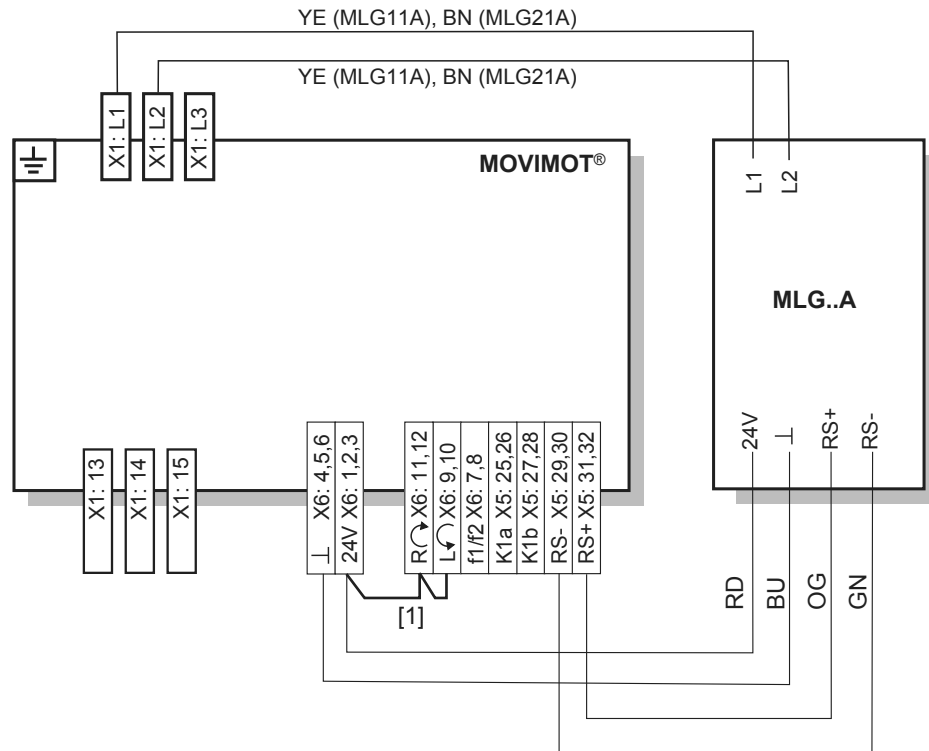 YE (MLG11A), BN (MLG21A)
YE (MLG11A), BN (MLG21A)
X1: L1
X1: L2
X1: L3
MOVIMOT®
L1
L2
MLG..A
24V
⊥
RS+
RS-
X1: 13
X1: 14
X1: 15
⊥ X6: 4,5,6
24V X6: 1,2,3
R X6: 11,12
L X6: 9,10
f1/f2 X6: 7,8
K1a X5: 25,26
K1b X5: 27,28
RS- X5: 29,30
RS+ X5: 31,32
[1]
RD
BU
OG
GN